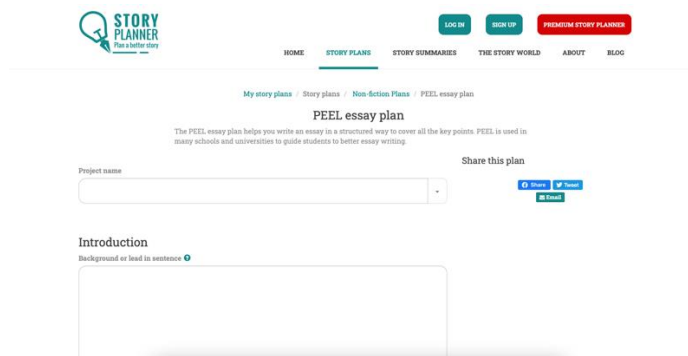 STORY
PLANNER
Plan a better story
LOG IN
SIGN UP
PREMIUM STORY PLANNER
HOME
STORY PLANS
STORY SUMMARIES
THE STORY WORLD
ABOUT
BLOG
My story plans / Story plans / Non-fiction Plans / PEEL essay plan
PEEL essay plan
The PEEL essay plan helps you write an essay in a structured way to cover all the key points. PEEL is used in
many schools and universities to guide students to better essay writing.
Share this plan
Project name
Share
Tweet
Email
Introduction
Background or lead in sentence ?